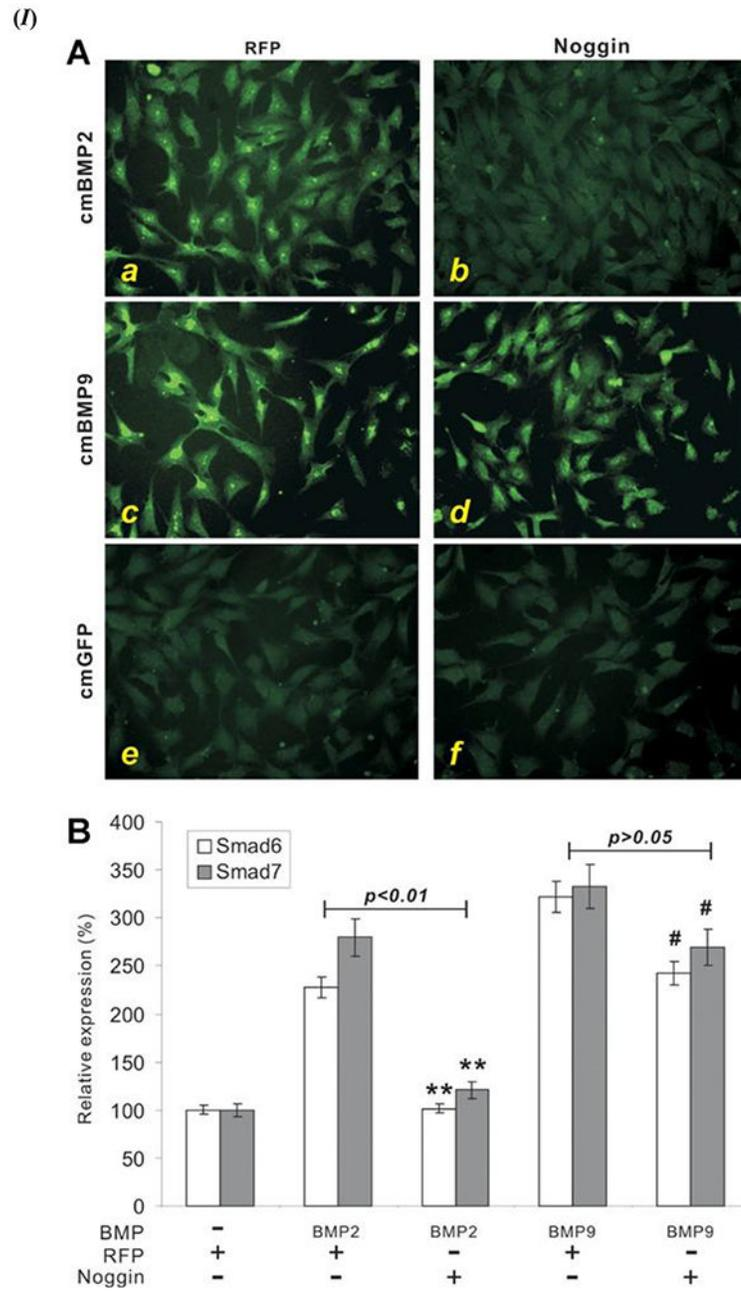 (I)
A
RFP Noggin
cmBMP2
a b
cmBMP9
c d
cmGFP
e f
B
Relative expression (%)
400
350
300
250
200
150
100
50
0
Smad6
Smad7
p<0.01
p>0.05
** **
# #
BMP - BMP2 BMP2 BMP9 BMP9
RFP + + - + -
Noggin - - + - +